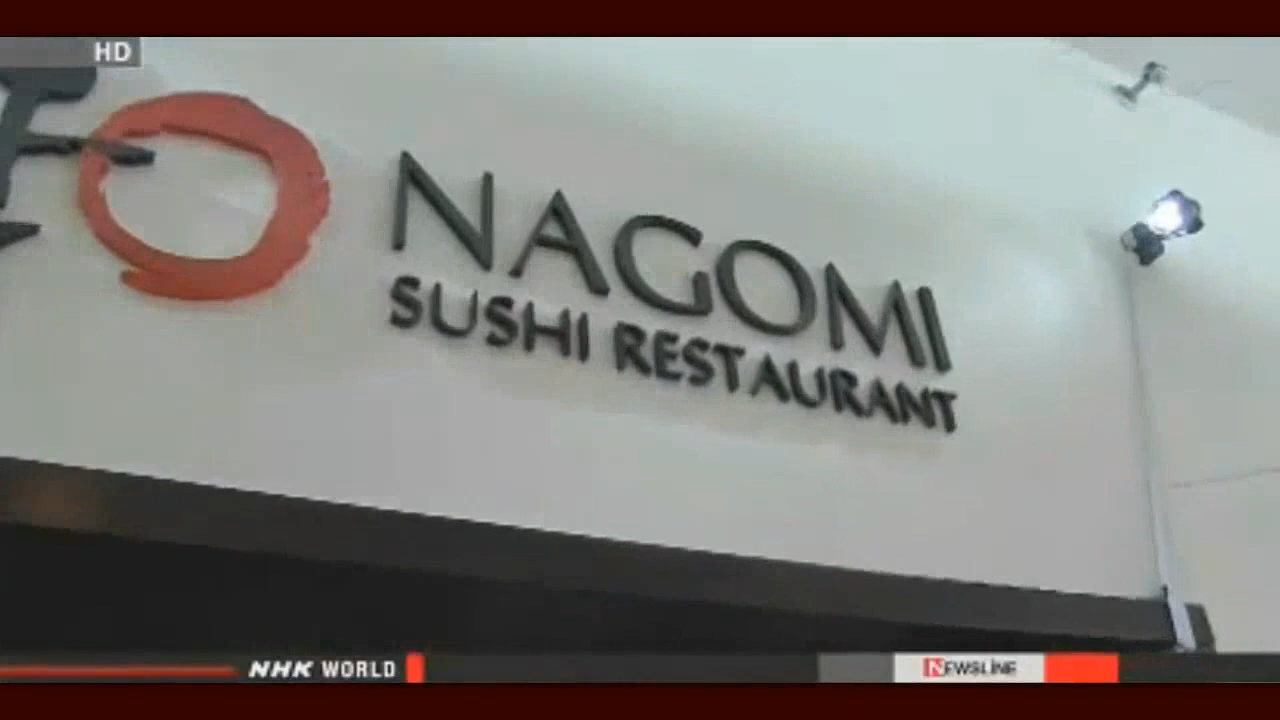 HD
NAGOMI
SUSHI RESTAURANT
NHK WORLD
NEWSLINE